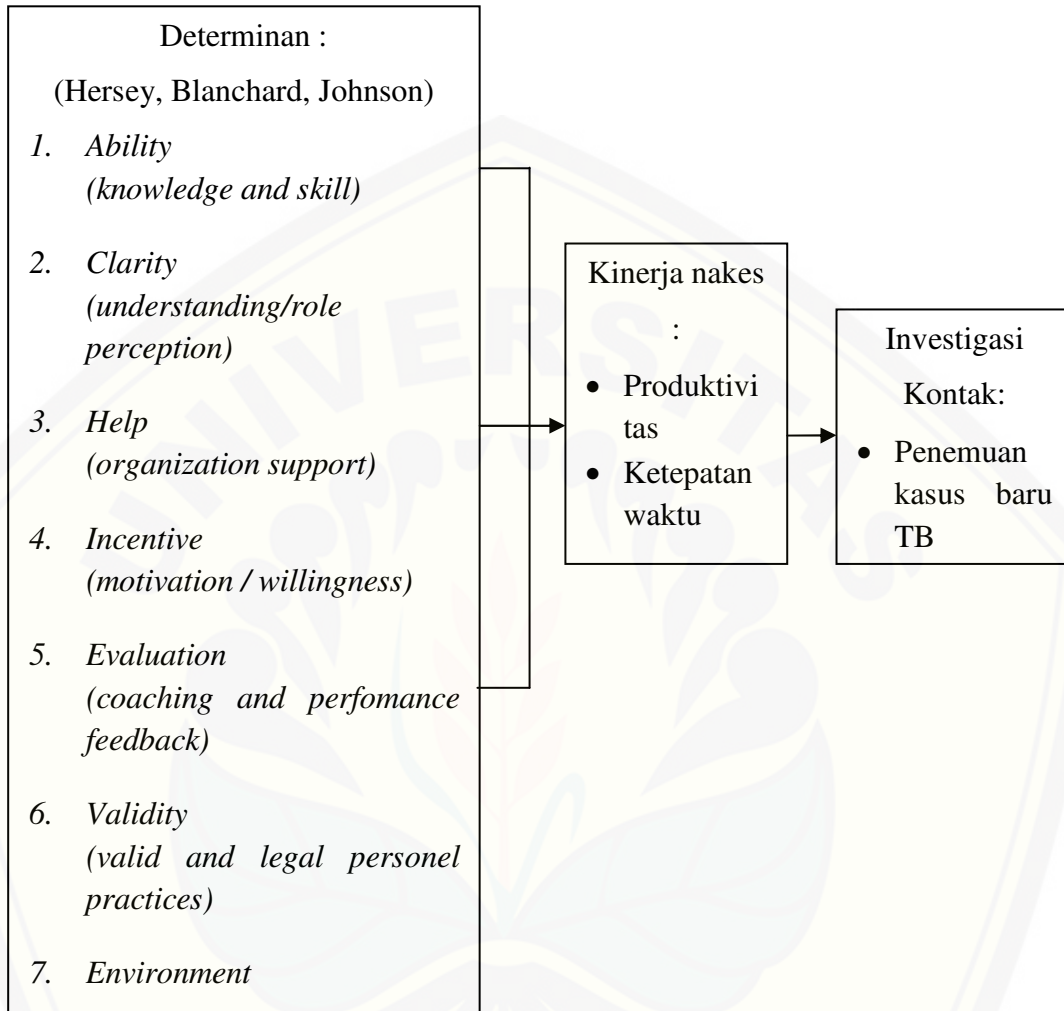 Determinan :
(Hersey, Blanchard, Johnson)
1. Ability
(knowledge and skill)
2. Clarity
(understanding/role
perception)
3. Help
(organization support)
4. Incentive
(motivation / willingness)
5. Evaluation
(coaching and perfomance
feedback)
6. Validity
(valid and legal personel
practices)
7. Environment
Kinerja nakes
:
• Produktivi
tas
• Ketepatan
waktu
Investigasi
Kontak:
• Penemuan
kasus baru
TB
UNIVERSITAS